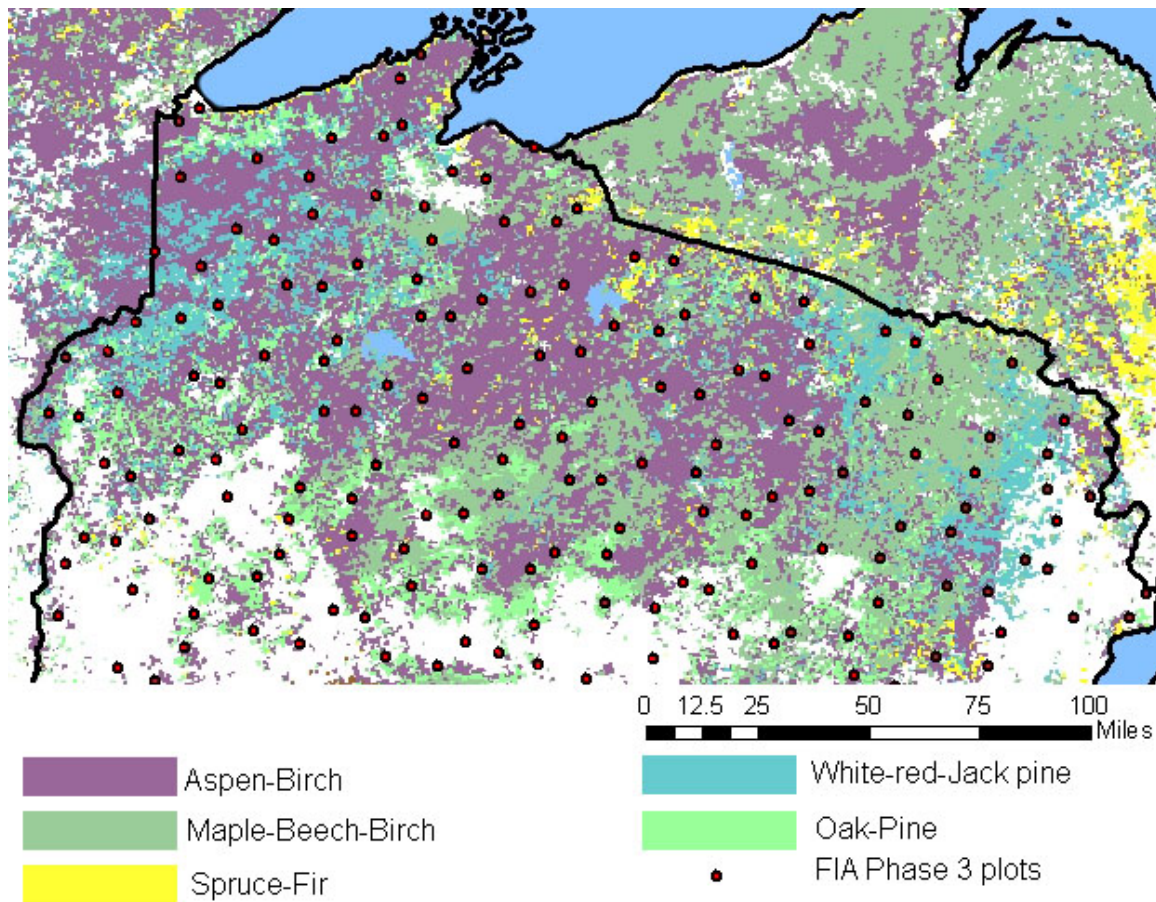 0 12.5 25 50 75 100
Miles
Aspen-Birch
Maple-Beech-Birch
Spruce-Fir
White-red-Jack pine
Oak-Pine
FIA Phase 3 plots